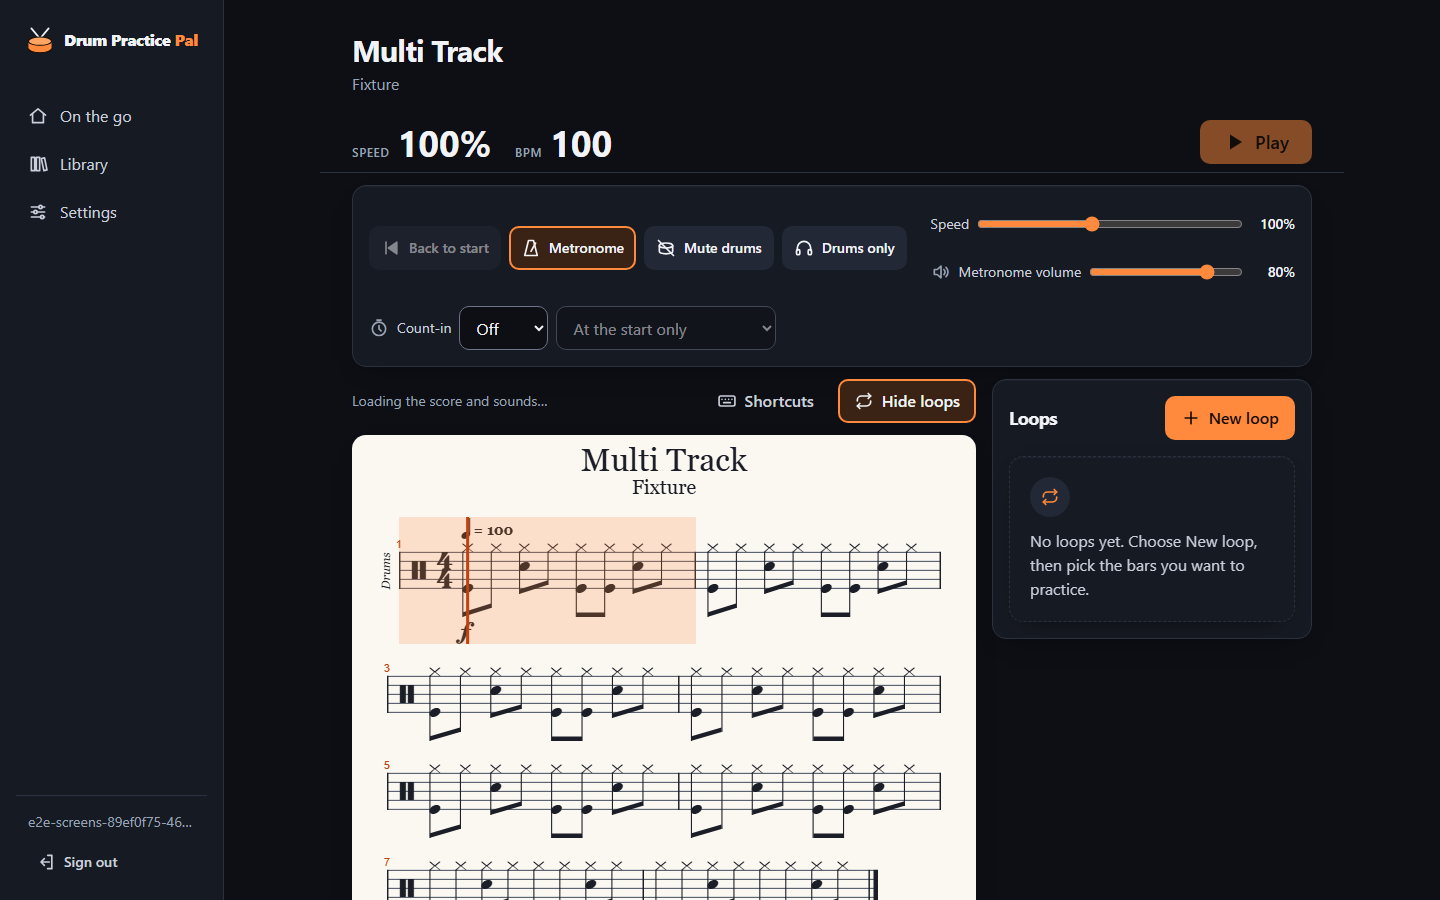 Drum Practice Pal
On the go
Library
Settings
e2e-screens-89ef0f75-46...
Sign out
Multi Track
Fixture
SPEED 100% BPM 100
Play
Back to start
Metronome
Mute drums
Drums only
Speed 100%
Metronome volume 80%
Count-in Off At the start only
Loading the score and sounds...
Shortcuts
Hide loops
Loops
New loop
No loops yet. Choose New loop,
then pick the bars you want to
practice.
Multi Track
Fixture
= 100
1
Drums
4
4
f
3
5
7